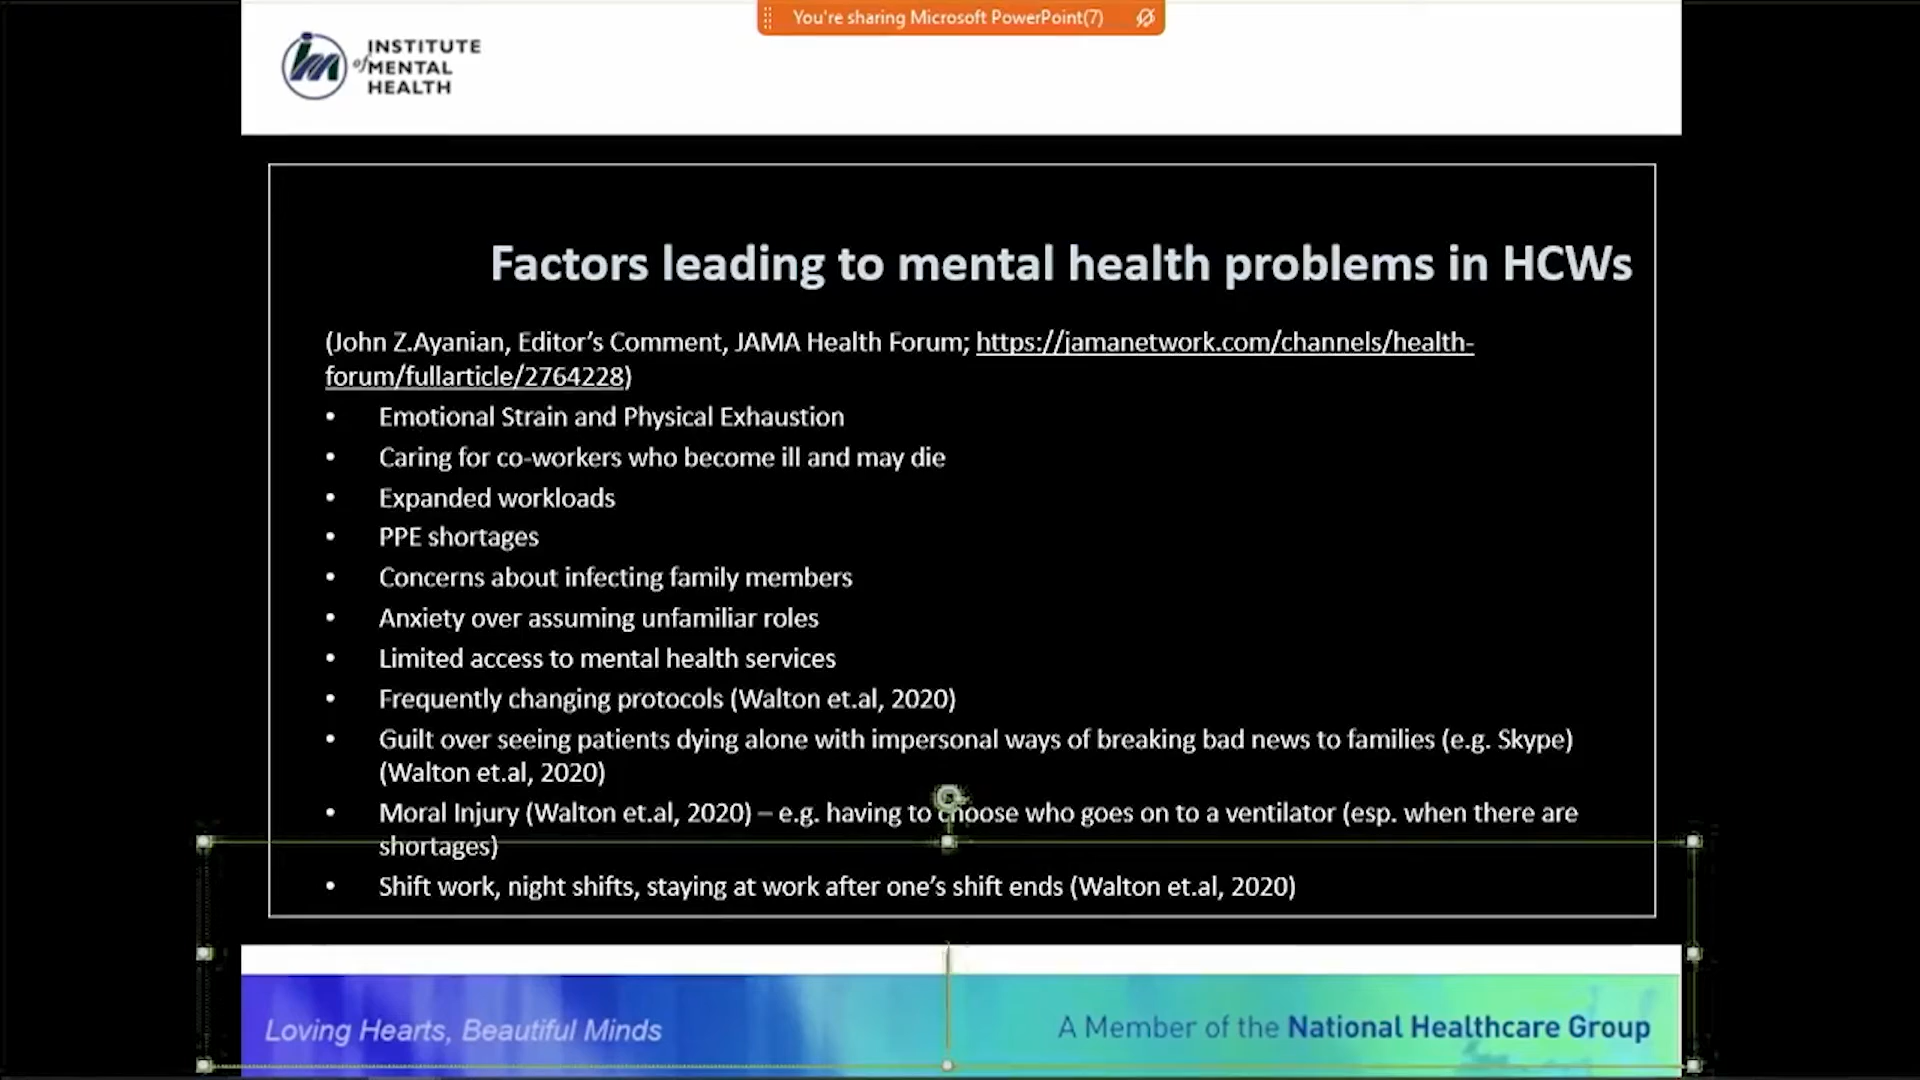 You're sharing Microsoft PowerPoint(7)
INSTITUTE
of MENTAL
HEALTH
Factors leading to mental health problems in HCWs
(John Z.Ayanian, Editor’s Comment, JAMA Health Forum; https://jamanetwork.com/channels/health-
forum/fullarticle/2764228)
• Emotional Strain and Physical Exhaustion
• Caring for co-workers who become ill and may die
• Expanded workloads
• PPE shortages
• Concerns about infecting family members
• Anxiety over assuming unfamiliar roles
• Limited access to mental health services
• Frequently changing protocols (Walton et.al, 2020)
• Guilt over seeing patients dying alone with impersonal ways of breaking bad news to families (e.g. Skype)
(Walton et.al, 2020)
• Moral Injury (Walton et.al, 2020) – e.g. having to choose who goes on to a ventilator (esp. when there are
shortages)
• Shift work, night shifts, staying at work after one’s shift ends (Walton et.al, 2020)
Loving Hearts, Beautiful Minds
A Member of the National Healthcare Group